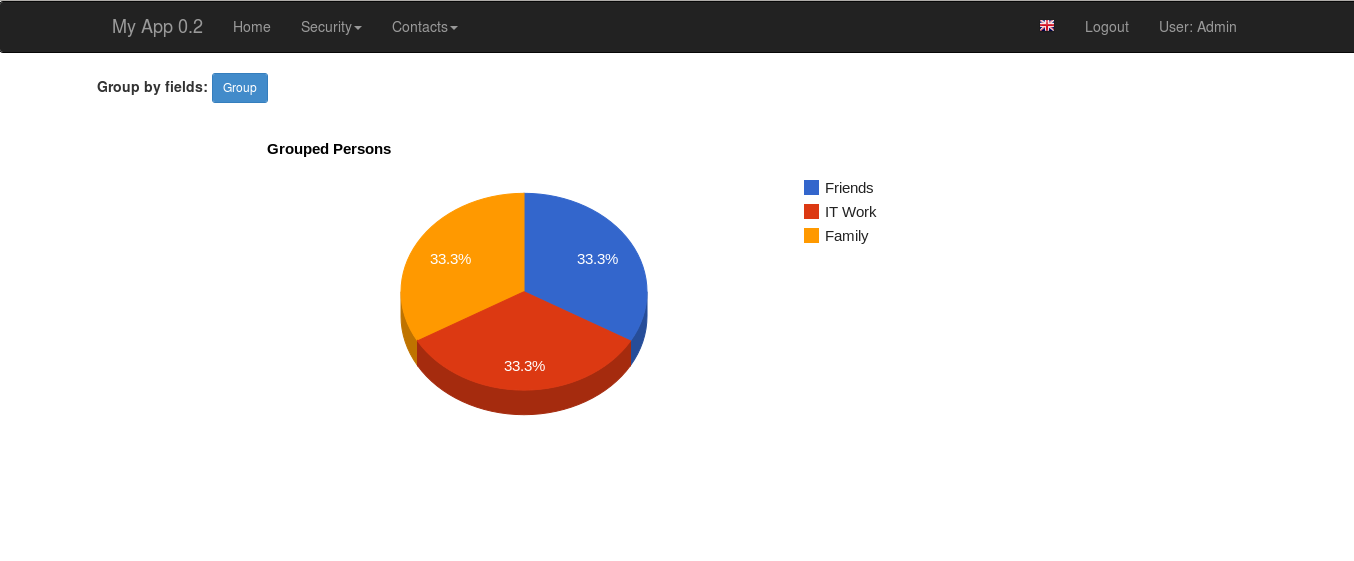 My App 0.2 Home Security Contacts Logout User: Admin
Group by fields: Group
Grouped Persons
Friends
IT Work
Family
33.3% 33.3%
33.3%